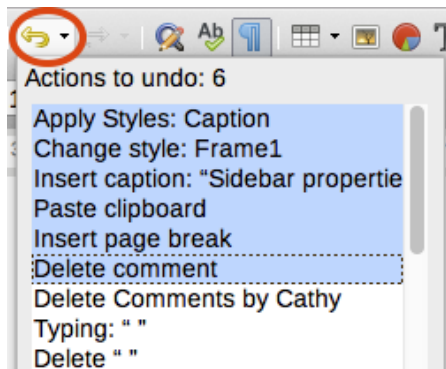 Actions to undo: 6
Apply Styles: Caption
Change style: Frame1
Insert caption: “Sidebar propertie
Paste clipboard
Insert page break
Delete comment
Delete Comments by Cathy
Typing: “ ”
Delete “ ”